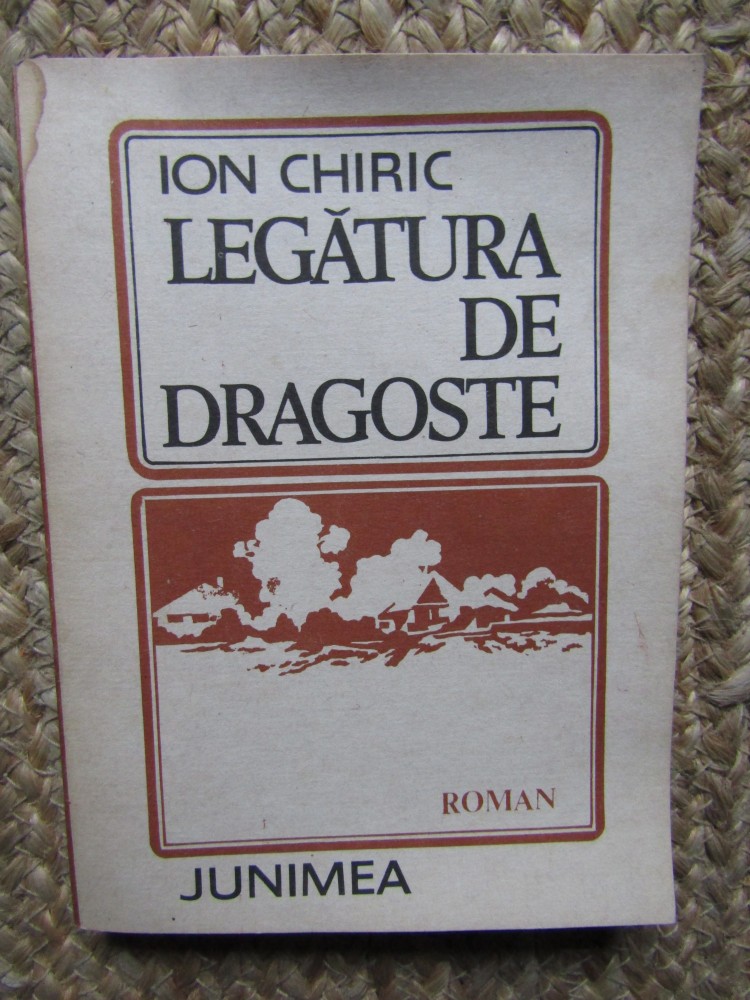 ION CHIRIC
LEGĂTURA
DE
DRAGOSTE
ROMAN
JUNIMEA